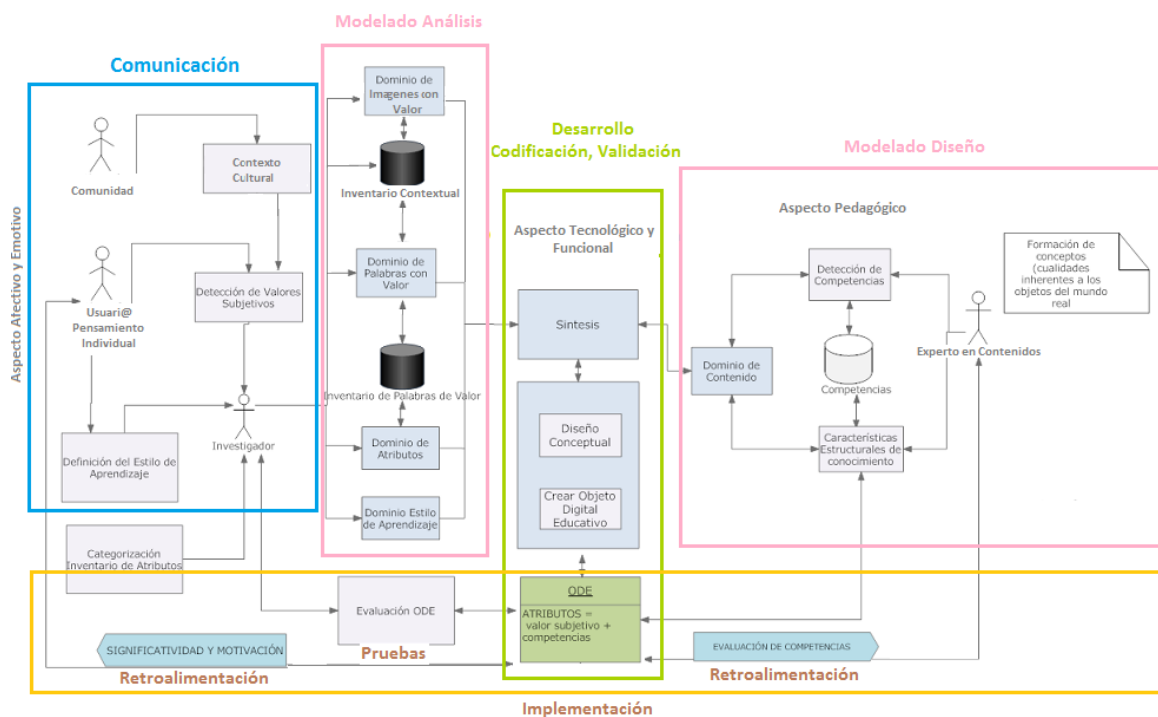 Modelado Análisis
Comunicación
Dominio de
Imágenes con
Valor
Desarrollo
Codificación, Validación
Modelado Diseño
Aspecto Afectivo y Emotivo
Comunidad
Contexto
Cultural
Inventario Contextual
Aspecto Pedagógico
Aspecto Tecnológico y
Funcional
Formación de
conceptos
(cualidades
inherentes a los
objetos del mundo
real
Usuari@
Pensamiento
Individual
Detección de Valores
Subjetivos
Dominio de
Palabras con
Valor
Detección de
Competencias
Sintesis
Experto en Contenidos
Dominio de
Contenido
Competencias
Inventario de Palabras de Valor
Investigador
Definición del Estilo de
Aprendizaje
Dominio de
Atributos
Diseño
Conceptual
Características
Estructurales de
conocimiento
Dominio Estilo
de Aprendizaje
Crear Objeto
Digital
Educativo
Categorización
Inventario de Atributos
Evaluación ODE
ODE
ATRIBUTOS =
valor subjetivo +
competencias
SIGNIFICATIVIDAD Y MOTIVACIÓN
Pruebas
EVALUACIÓN DE COMPETENCIAS
Retroalimentación
Retroalimentación
Implementación